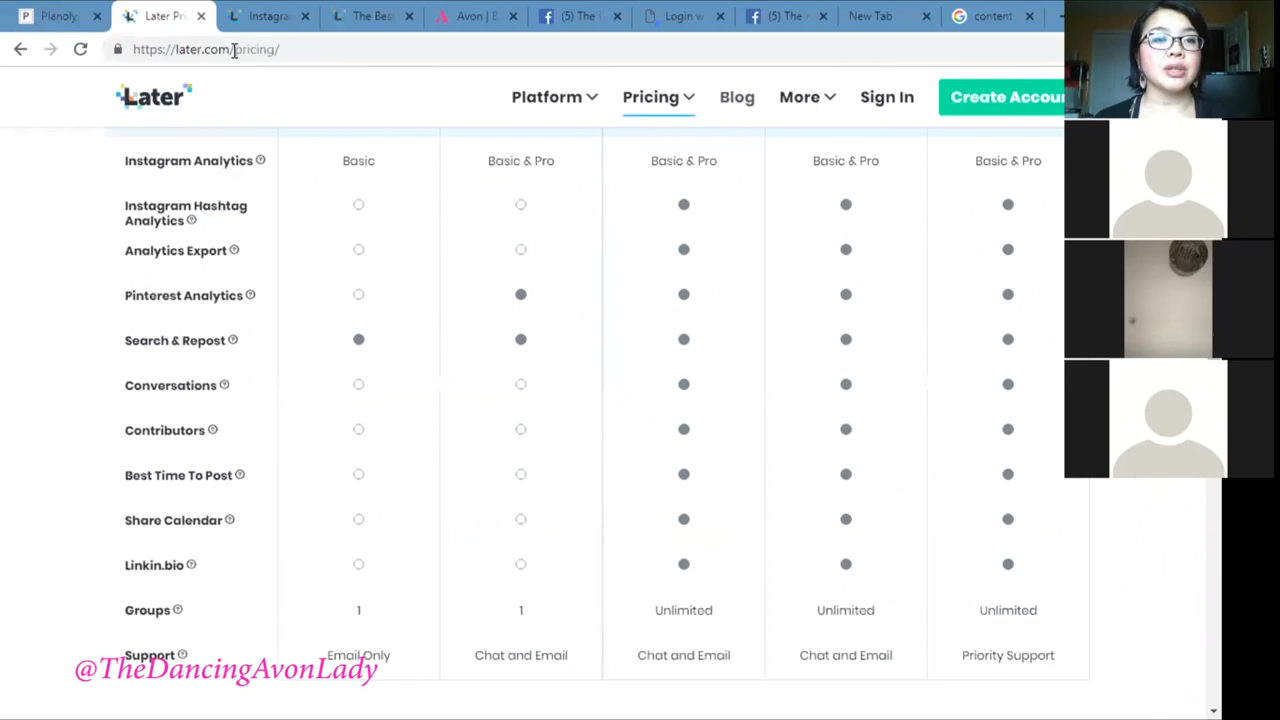 Planoly:
Later Pri
Instagra
The Bes
Avon | B
(5) The I
Login w
(5) The r
New Tab
content
https://later.com/pricing/
Later
Platform
Pricing
Blog
More
Sign In
Create Accou
Instagram Analytics
Basic
Basic & Pro
Basic & Pro
Basic & Pro
Basic & Pro
Instagram Hashtag
Analytics
Analytics Export
Pinterest Analytics
Search & Repost
Conversations
Contributors
Best Time To Post
Share Calendar
Linkin.bio
Groups
1
1
Unlimited
Unlimited
Unlimited
Support
Email Only
Chat and Email
Chat and Email
Chat and Email
Priority Support
@TheDancingAvonLady